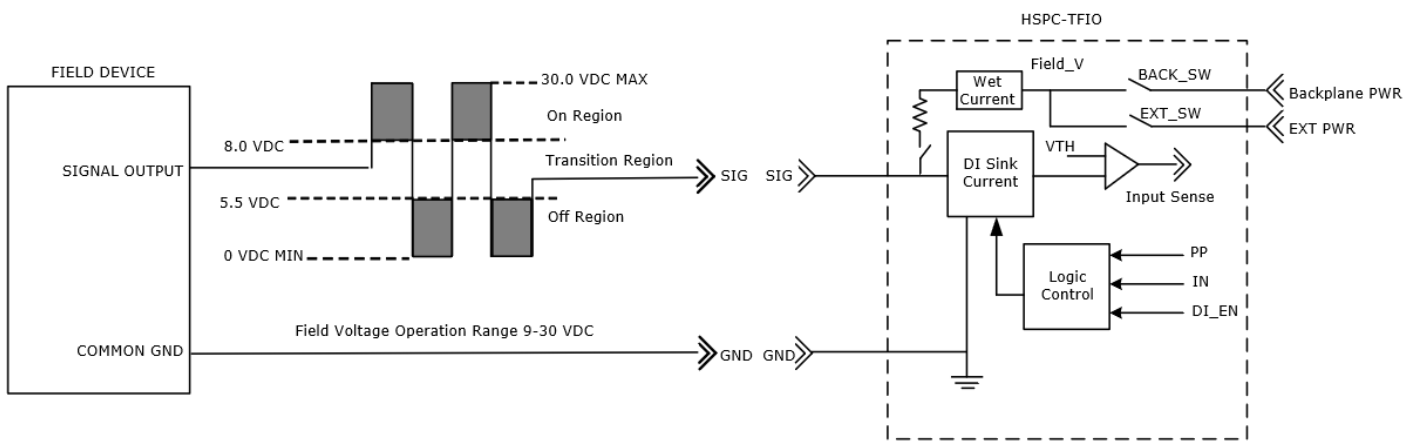 HSPC-TFIO
FIELD DEVICE
30.0 VDC MAX
On Region
8.0 VDC
SIGNAL OUTPUT
Transition Region
5.5 VDC
Off Region
0 VDC MIN
Field Voltage Operation Range 9-30 VDC
COMMON GND
SIG
SIG
GND
GND
Field_V
Wet
Current
BACK_SW
Backplane PWR
EXT_SW
EXT PWR
DI Sink
Current
VTH
Input Sense
Logic
Control
PP
IN
DI_EN